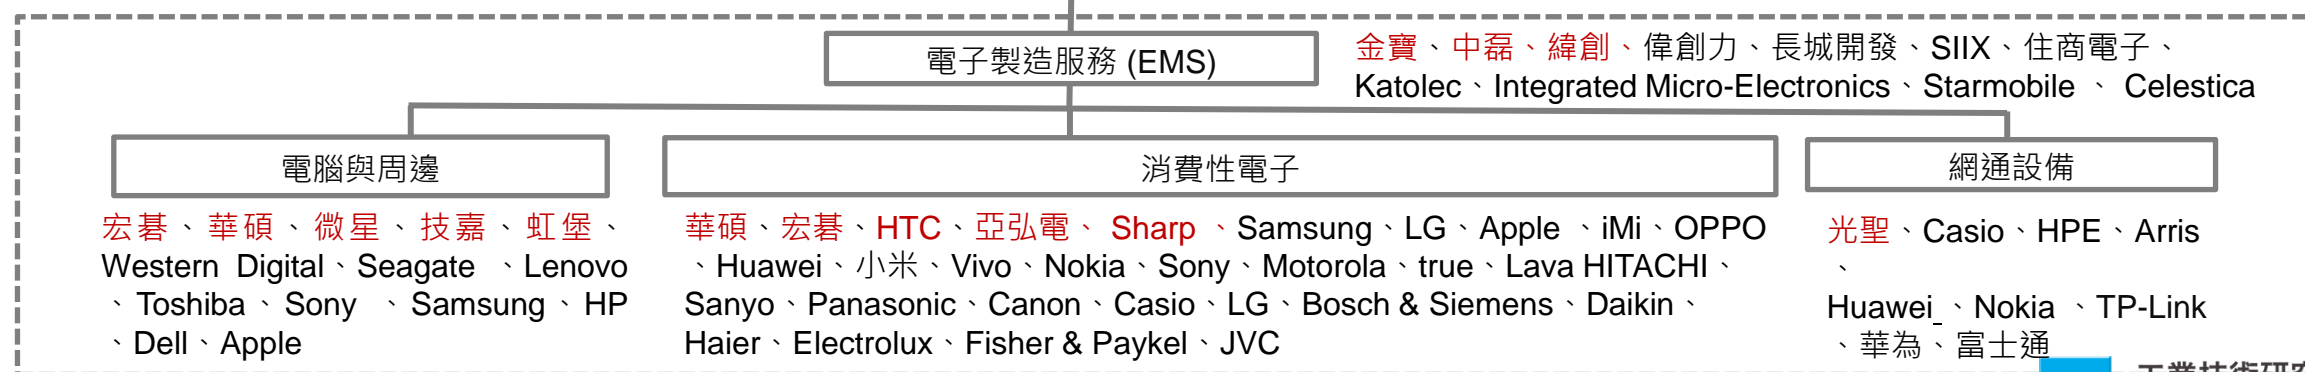 電子製造服務 (EMS)
金寶、中磊、緯創、偉創力、長城開發、SIIX、住商電子、
Katolec、Integrated Micro-Electronics、Starmobile 、 Celestica
電腦與周邊
宏碁、華碩、微星、技嘉、虹堡、
Western Digital、Seagate 、Lenovo
、Toshiba、Sony 、Samsung、HP
、Dell、Apple
消費性電子
華碩、宏碁、HTC、亞弘電、 Sharp 、Samsung、LG、Apple 、iMi、OPPO
、Huawei、小米、Vivo、Nokia、Sony、Motorola、true、Lava HITACHI、
Sanyo、Panasonic、Canon、Casio、LG、Bosch & Siemens、Daikin、
Haier、Electrolux、Fisher & Paykel、JVC
網通設備
光聖、Casio、HPE、Arris
、
Huawei 、Nokia 、TP-Link
、華為、富士通
工業技術研究